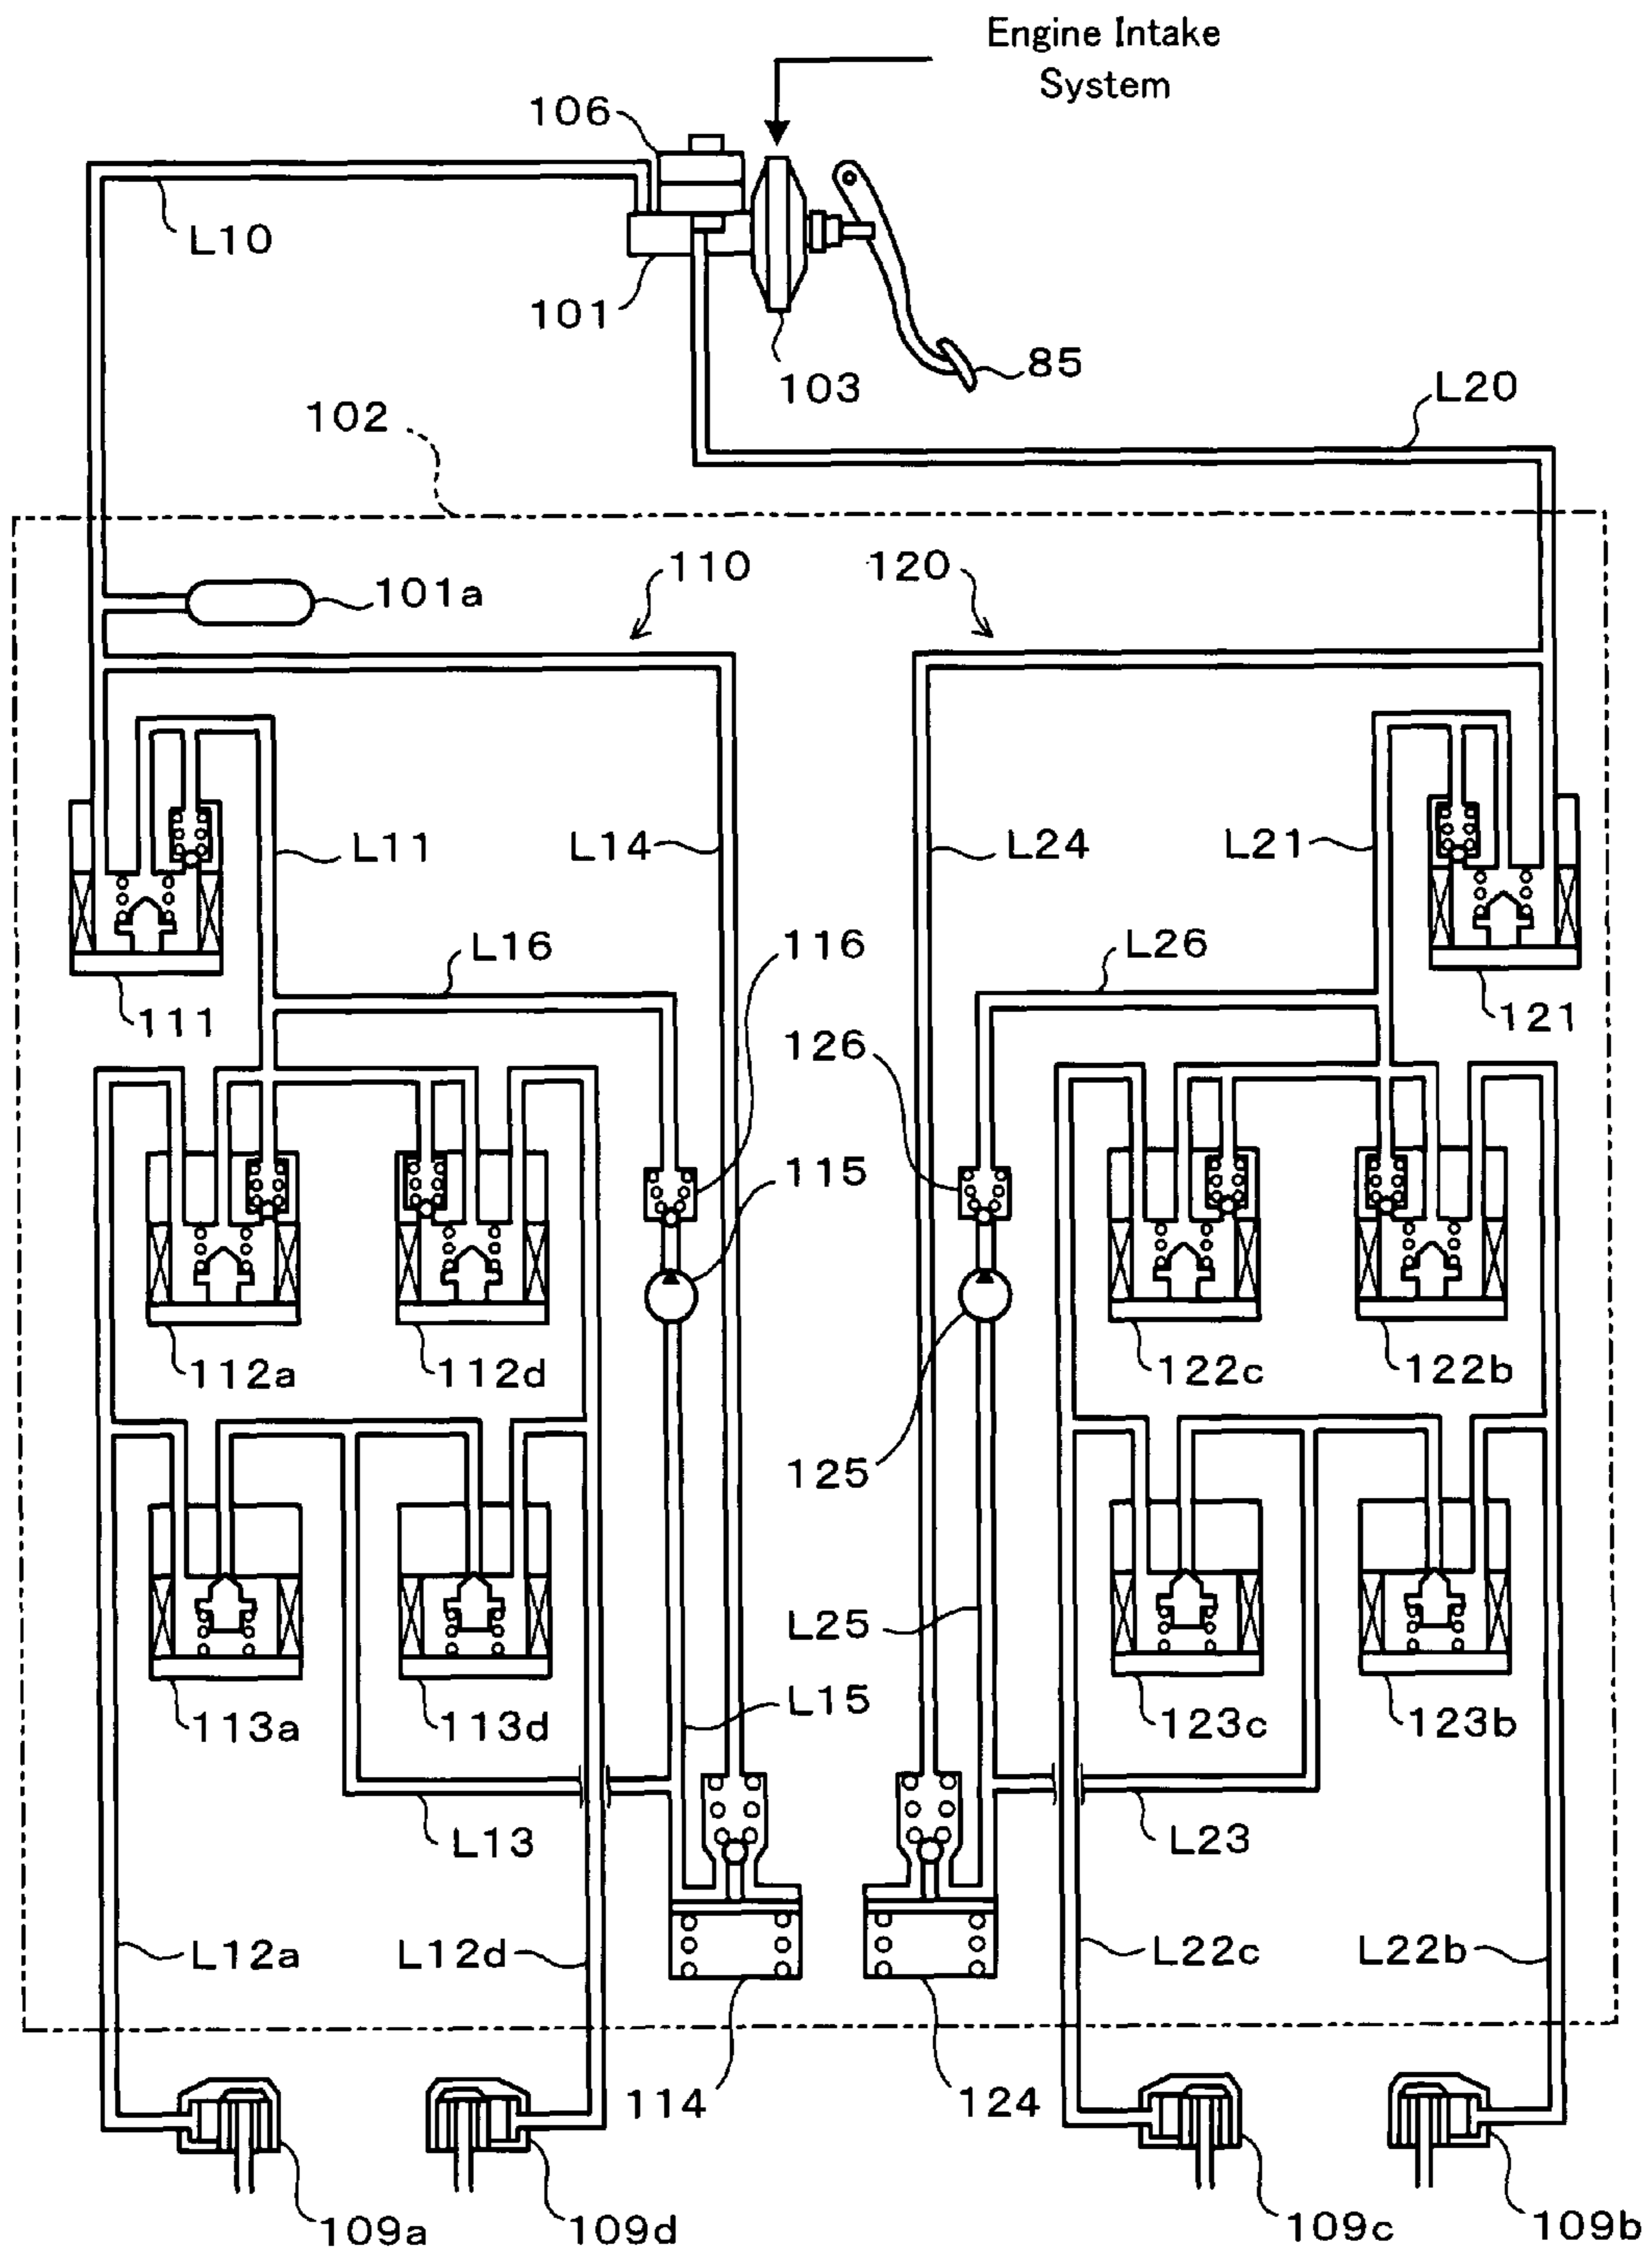 Engine Intake
System
106
L10
101
103
85
L20
102
101a
110
120
L11
L14
L24
L21
L16
116
L26
111
121
126
115
112a
112d
122c
122b
125
L25
L15
113a
113d
123c
123b
L13
L23
L12a
L12d
L22c
L22b
114
124
109a
109d
109c
109b